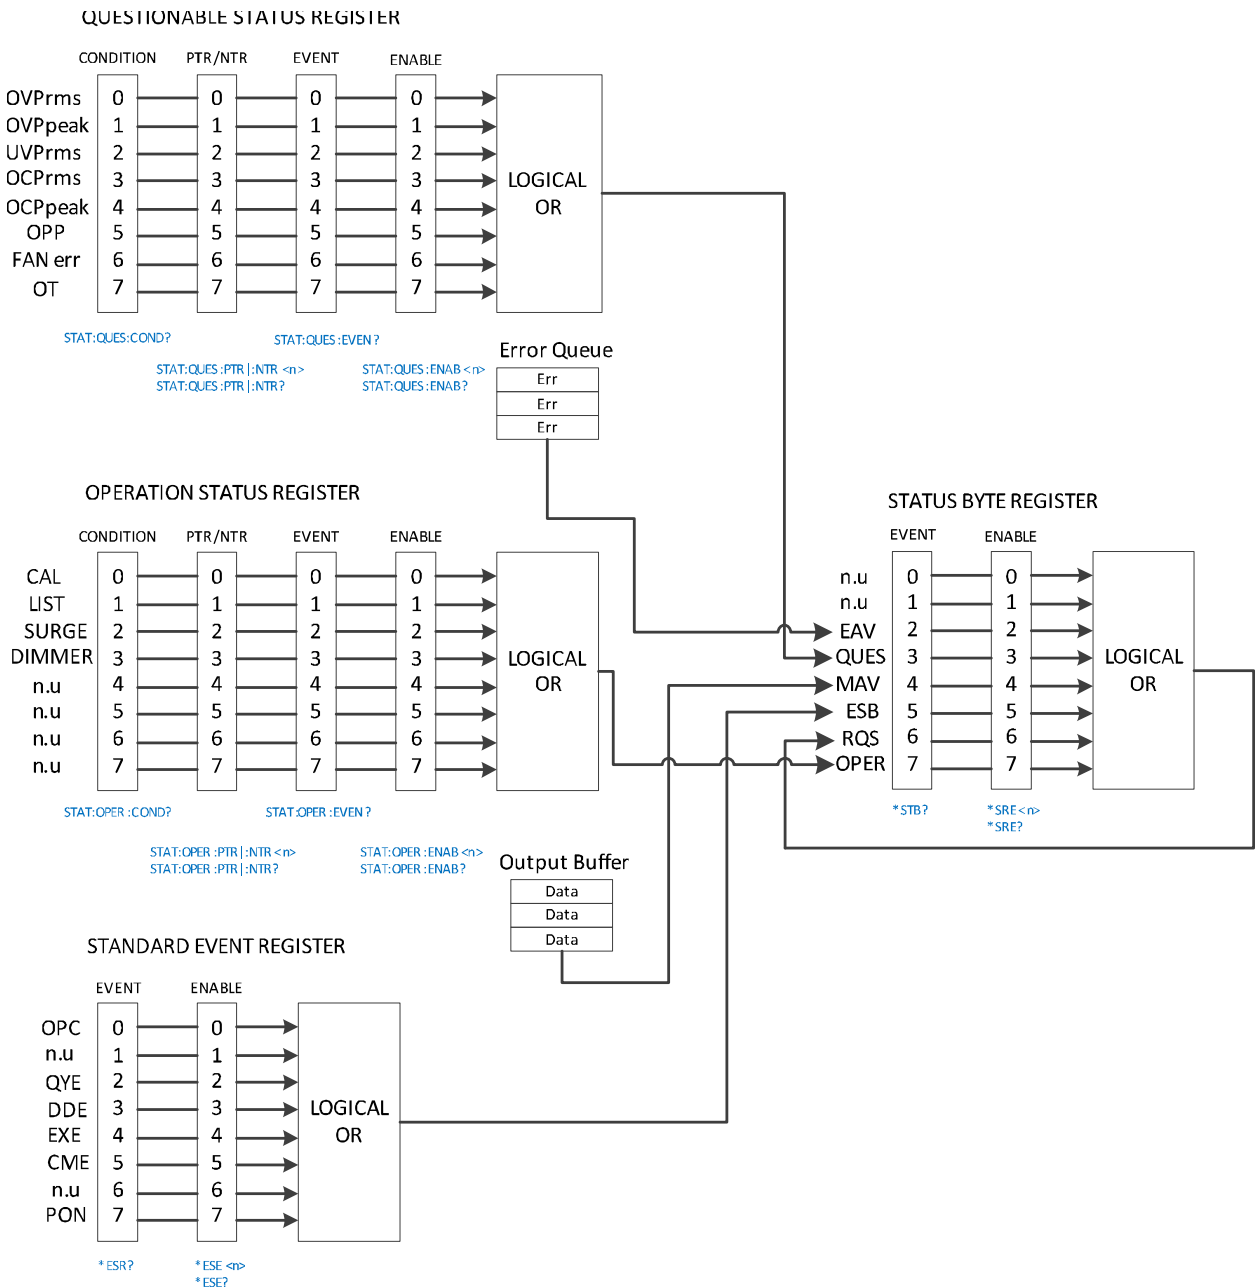 QUESTIONABLE STATUS REGISTER
CONDITION PTR/NTR EVENT ENABLE
OVPrms 0 0 0 0
OVPpeak 1 1 1 1
UVPrms 2 2 2 2
OCPrms 3 3 3 3 LOGICAL
OCPpeak 4 4 4 4 OR
OPP 5 5 5 5
FAN err 6 6 6 6
OT 7 7 7 7
STAT:QUES:COND? STAT:QUES:EVEN?
STAT:QUES:PTR|:NTR <n> STAT:QUES:ENAB <n>
STAT:QUES:PTR|:NTR? STAT:QUES:ENAB?
Error Queue
Err
Err
Err
OPERATION STATUS REGISTER
CONDITION PTR/NTR EVENT ENABLE
CAL 0 0 0 0
LIST 1 1 1 1
SURGE 2 2 2 2
DIMMER 3 3 3 3 LOGICAL
n.u 4 4 4 4 OR
n.u 5 5 5 5
n.u 6 6 6 6
n.u 7 7 7 7
STAT:OPER:COND? STAT:OPER:EVEN?
STAT:OPER:PTR|:NTR <n> STAT:OPER:ENAB <n>
STAT:OPER:PTR|:NTR? STAT:OPER:ENAB?
STATUS BYTE REGISTER
EVENT ENABLE
n.u 0 0
n.u 1 1
EAV 2 2
QUES 3 3 LOGICAL
MAV 4 4 OR
ESB 5 5
RQS 6 6
OPER 7 7
*STB? *SRE <n>
*SRE?
Output Buffer
Data
Data
Data
STANDARD EVENT REGISTER
EVENT ENABLE
OPC 0 0
n.u 1 1
QYE 2 2
DDE 3 3 LOGICAL
EXE 4 4 OR
CME 5 5
n.u 6 6
PON 7 7
*ESR? *ESE <n>
*ESE?